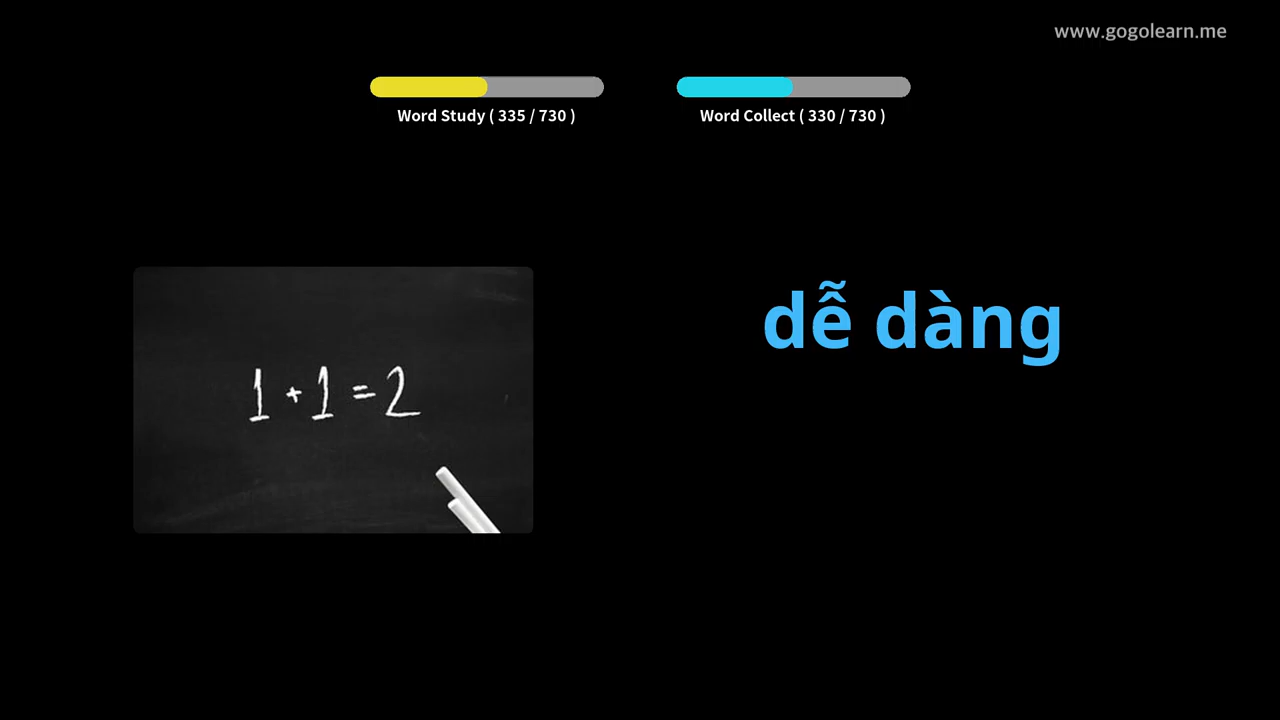 www.gogolearn.me
Word Study ( 335 / 730 )
Word Collect ( 330 / 730 )
1 + 1 = 2
dễ dàng